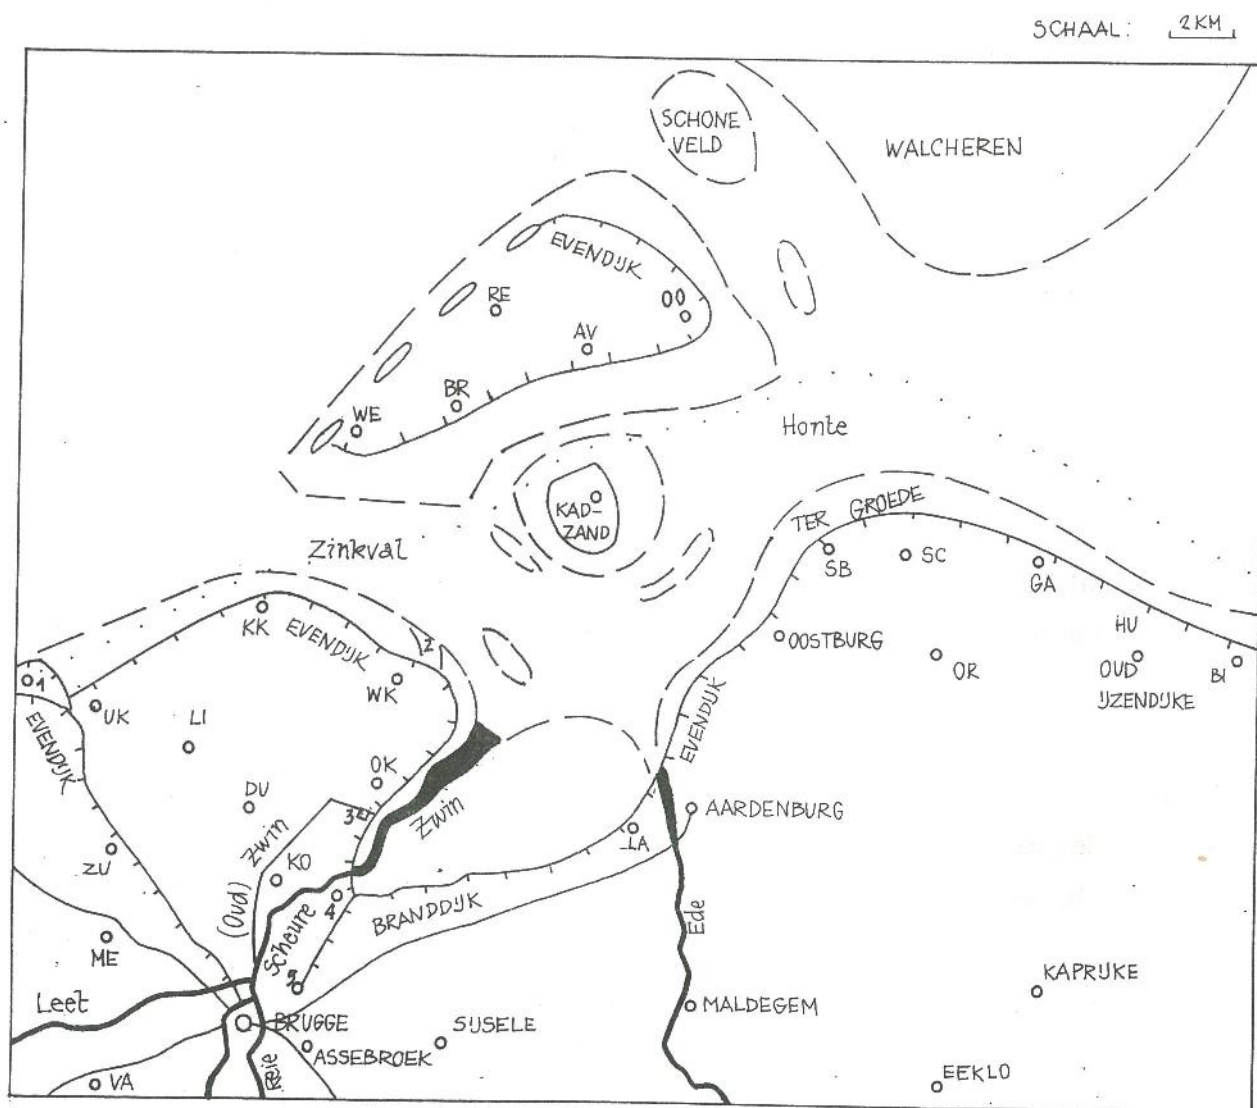 SCHAAL: 2KM
SCHONE
VELD
WALCHEREN
EVENDIJK
RE
OO
AV
BR
WE
Honte
KAD-
ZAND
TER GROEDE
Zinkval
SB
SC
GA
KK
EVENDIJK
2
HU
OOSTBURG
OR
OUD
IJZENDIJKE
BI
1
WK
UK
LI
EVENDIJK
EVENDIJK
OK
DU
3
Zwin
Zwin
AARDENBURG
LA
ZU
KO
(Oud)
4
BRANDDIJK
Scheure
Ede
ME
5
KAPRIJKE
Leet
MALDEGEM
BRUGGE
SIJSELE
ASSEBROEK
Reie
VA
EEKLO